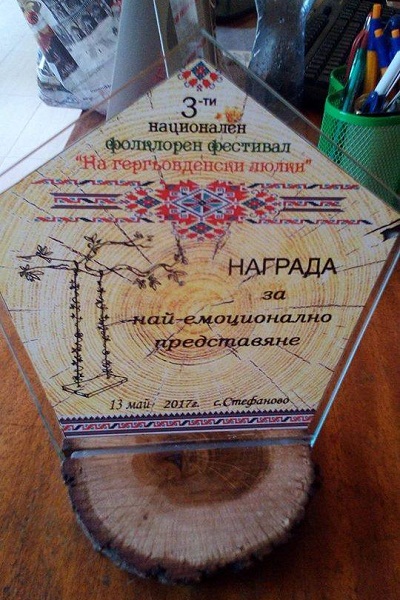 3-ти
национален
фолклорен фестивал
"На гергьовденски люлки"
НАГРАДА
за
най-емоционално
представяне
13 май 2017г. с.Стефаново